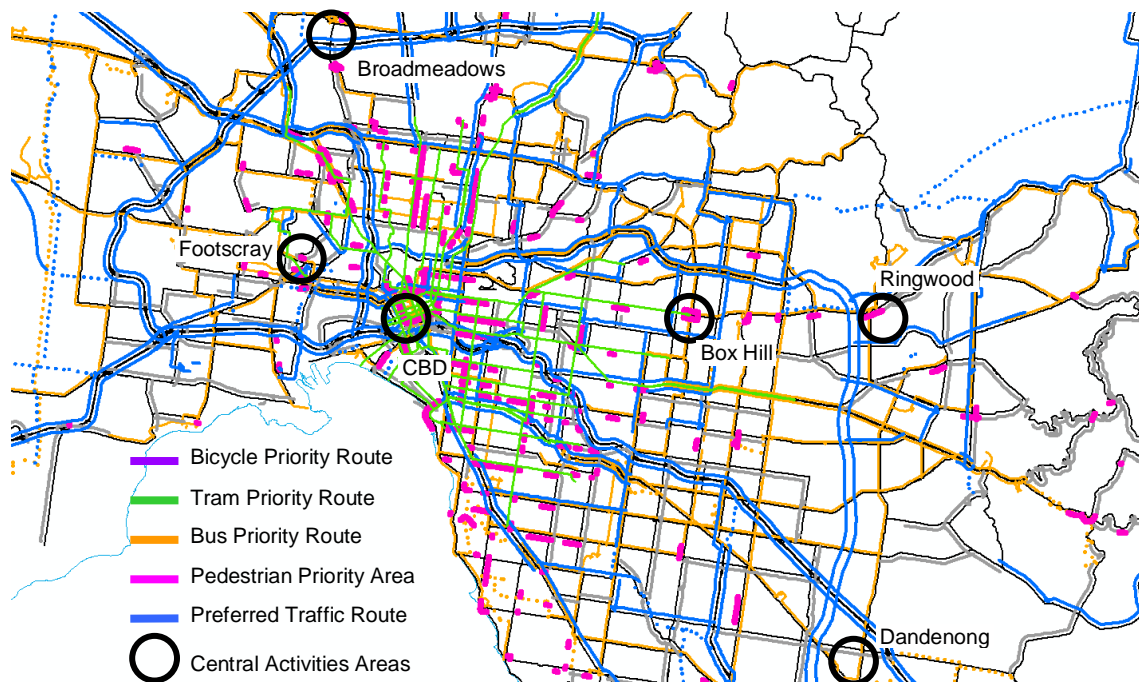 Broadmeadows
Footscray
Ringwood
Box Hill
CBD
Bicycle Priority Route
Tram Priority Route
Bus Priority Route
Pedestrian Priority Area
Preferred Traffic Route
Dandenong
Central Activities Areas